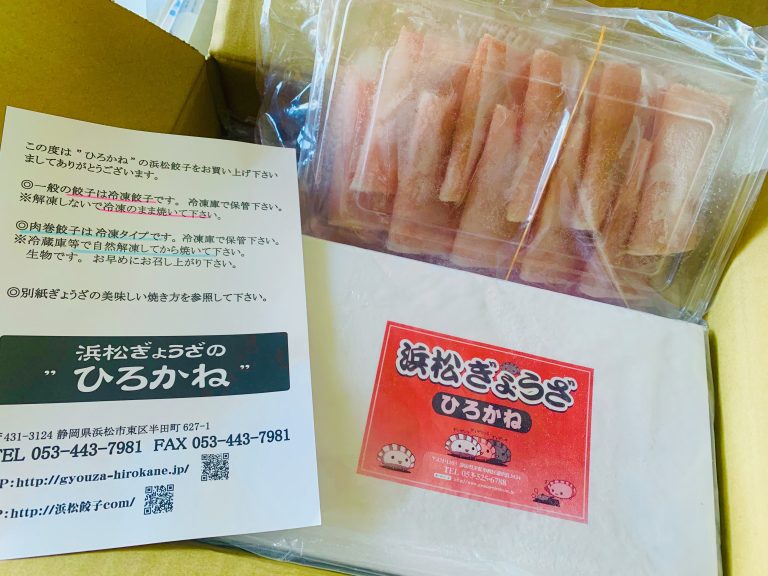 この度は”ひろかね”の浜松餃子をお買い上げ下さい
ましてありがとうございます。
◎一般の餃子は冷凍餃子です。冷凍庫で保管下さい。
※解凍しないで冷凍のまま焼いて下さい。
◎肉巻餃子は冷凍タイプです。冷凍庫で保管下さい。
※冷蔵庫等で自然解凍してから焼いて下さい。
生物です。お早めにお召し上がり下さい。
◎別紙ぎょうざの美味しい焼き方を参照して下さい。
浜松ぎょうざの
”ひろかね”
〒431-3124 静岡県浜松市東区半田町 627-1
TEL 053-443-7981 FAX 053-443-7981
P:http://gyouza-hirokane.jp/
P:http://浜松餃子com/
浜松ぎょうざ
ひろかね
TEL 053-525-6788